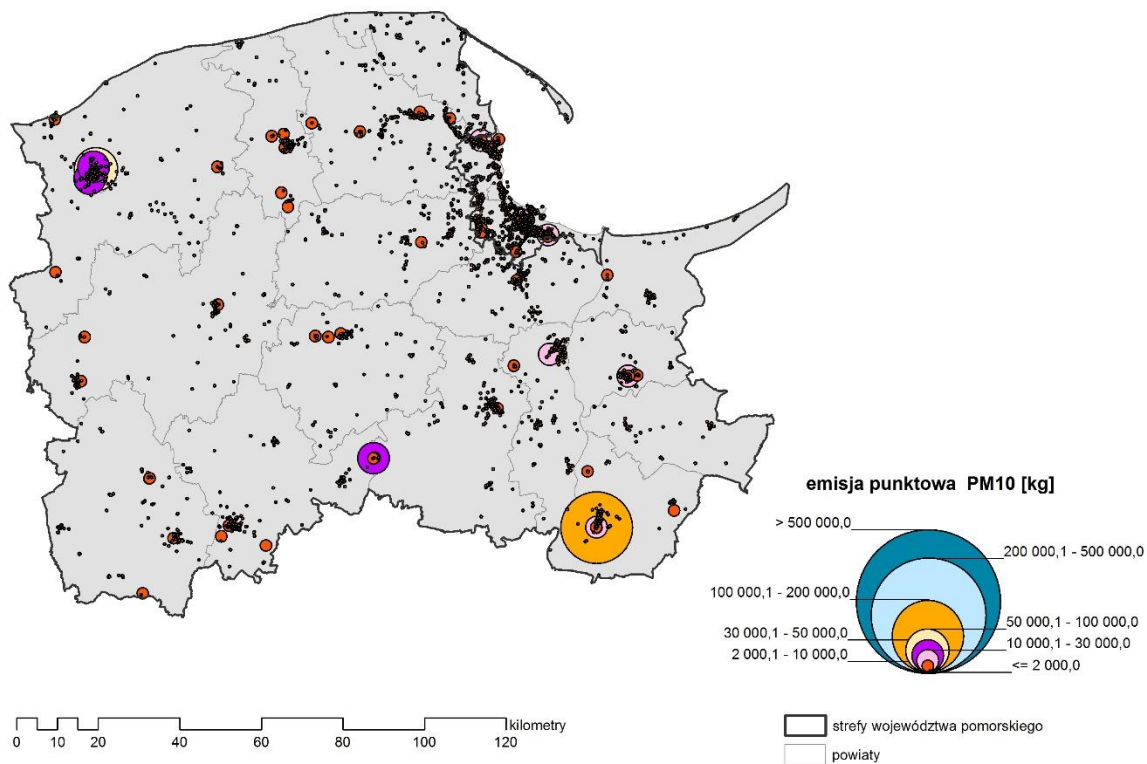 emisja punktowa PM10 [kg]
> 500 000,0
200 000,1 - 500 000,0
100 000,1 - 200 000,0
50 000,1 - 100 000,0
30 000,1 - 50 000,0
10 000,1 - 30 000,0
2 000,1 - 10 000,0
<= 2 000,0
kilometry
0 10 20 40 60 80 100 120
strefy województwa pomorskiego
powiaty